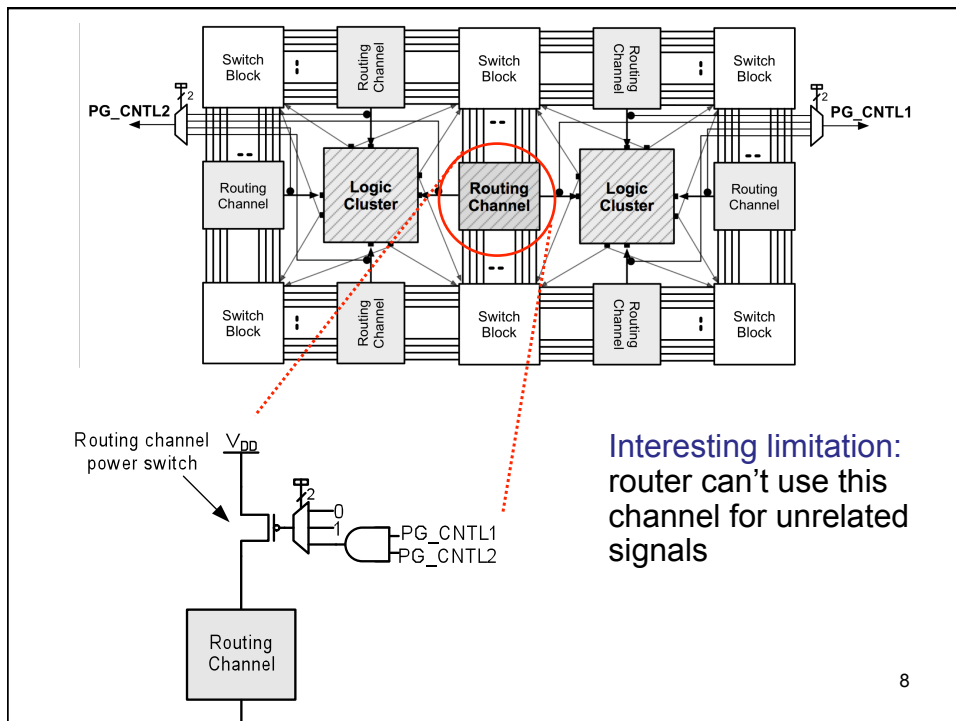 Switch
Block
Routing
Channel
Switch
Block
Routing
Channel
Switch
Block
2
PG_CNTL2
2
PG_CNTL1
Routing
Channel
Logic
Cluster
Routing
Channel
Logic
Cluster
Routing
Channel
Switch
Block
Routing
Channel
Switch
Block
Routing
Channel
Switch
Block
Routing channel
power switch
VDD
2
0
1
PG_CNTL1
PG_CNTL2
Routing
Channel
Interesting limitation:
router can’t use this
channel for unrelated
signals
8